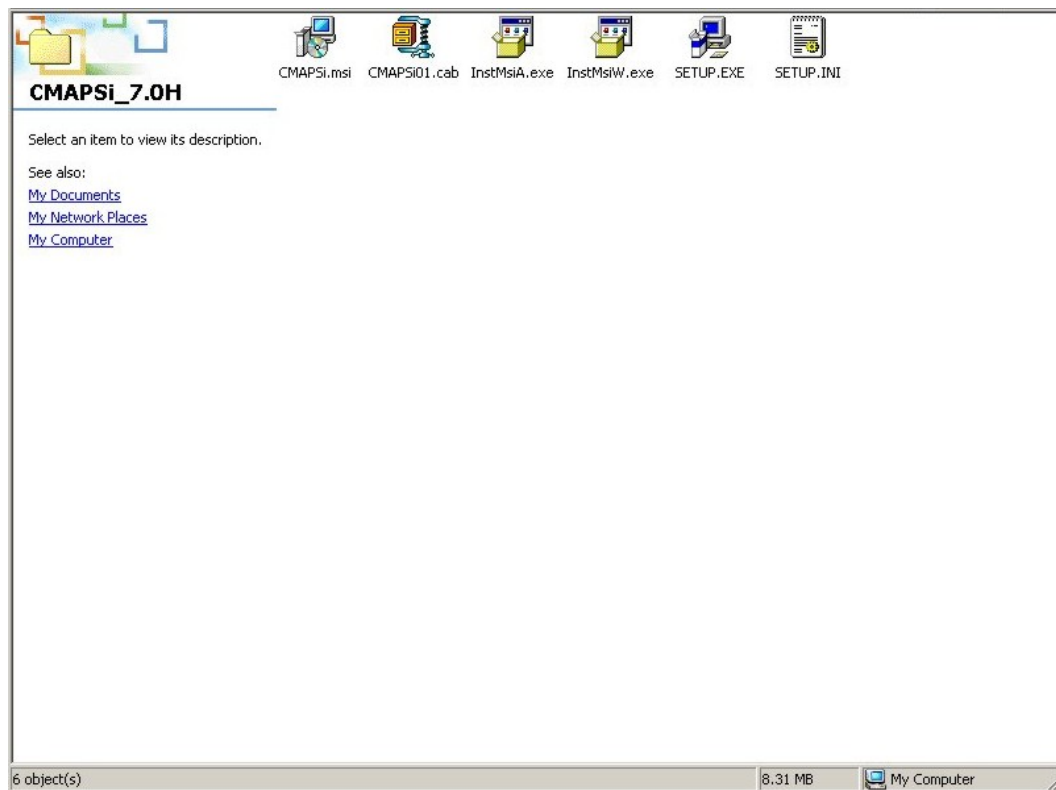 CMAPSi.msi CMAPSi01.cab InstMsiA.exe InstMsiW.exe SETUP.EXE SETUP.INI
CMAPSi_7.0H
Select an item to view its description.
See also:
My Documents
My Network Places
My Computer
6 object(s) 8.31 MB My Computer